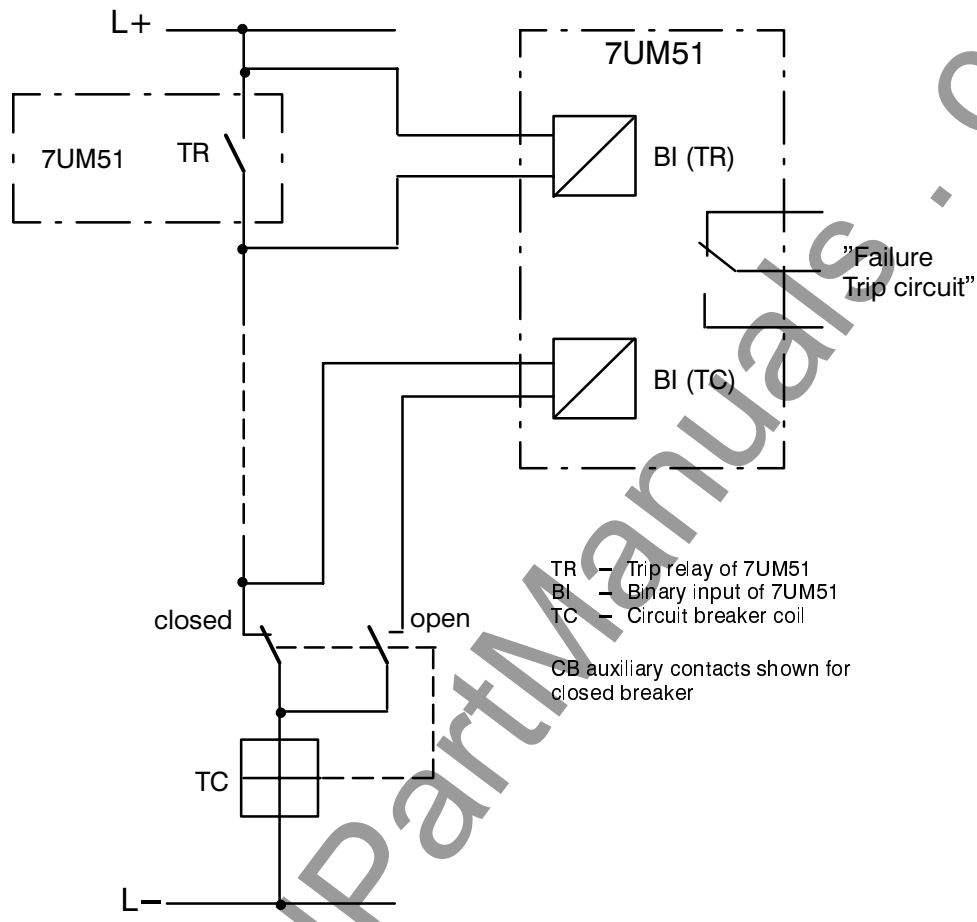 L+
7UM51
7UM51
TR
BI (TR)
"Failure
Trip circuit"
BI (TC)
TR – Trip relay of 7UM51
BI – Binary input of 7UM51
TC – Circuit breaker coil
closed
open
CB auxiliary contacts shown for
closed breaker
TC
L–